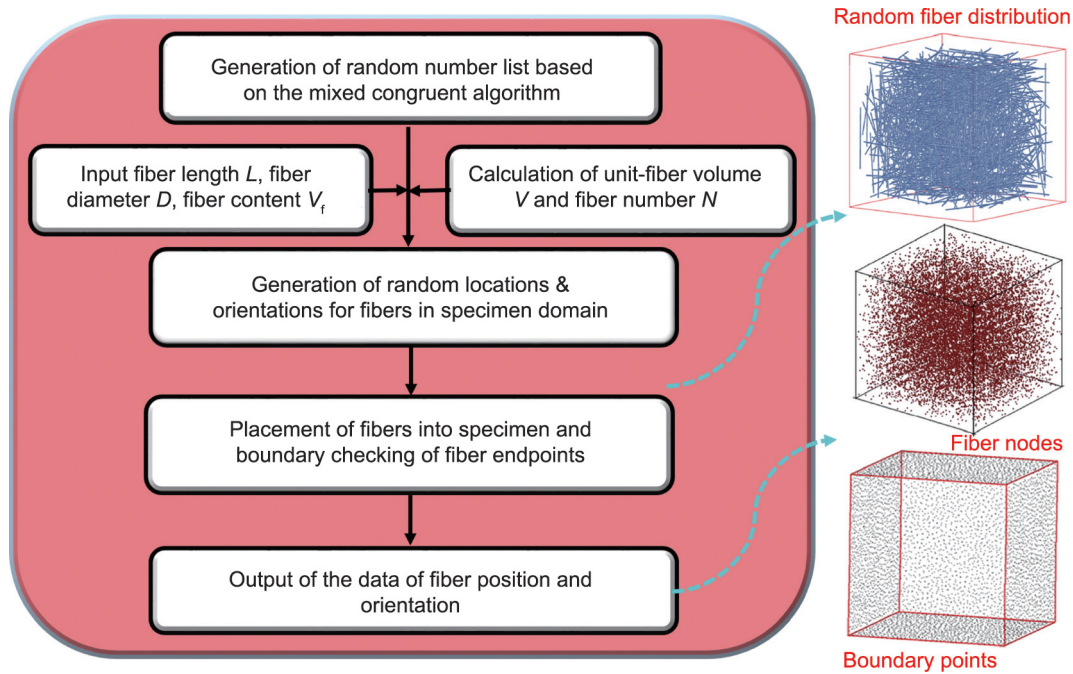 Generation of random number list based
on the mixed congruent algorithm
Input fiber length L, fiber
diameter D, fiber content Vf
Calculation of unit-fiber volume
V and fiber number N
Generation of random locations &
orientations for fibers in specimen domain
Placement of fibers into specimen and
boundary checking of fiber endpoints
Output of the data of fiber position and
orientation
Random fiber distribution
Fiber nodes
Boundary points